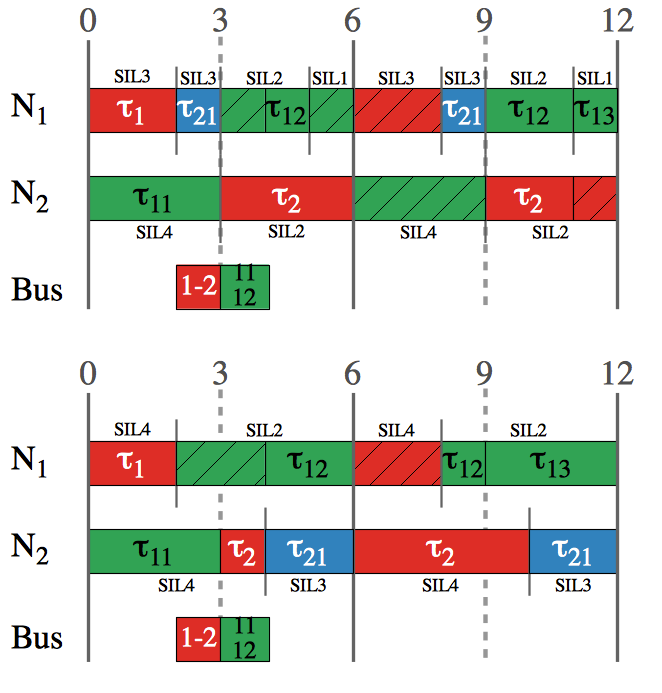 0 3 6 9 12
SIL3 SIL3 SIL2 SIL1 SIL3 SIL3 SIL2 SIL1
N1 τ1 τ21 τ12 τ21 τ12 τ13
N2 τ11 τ2 τ2
SIL4 SIL2 SIL4 SIL2
Bus 1-2 11
12
0 3 6 9 12
SIL4 SIL2 SIL4 SIL2
N1 τ1 τ12 τ12 τ13
N2 τ11 τ2 τ21 τ2 τ21
SIL4 SIL3 SIL4 SIL3
Bus 1-2 11
12